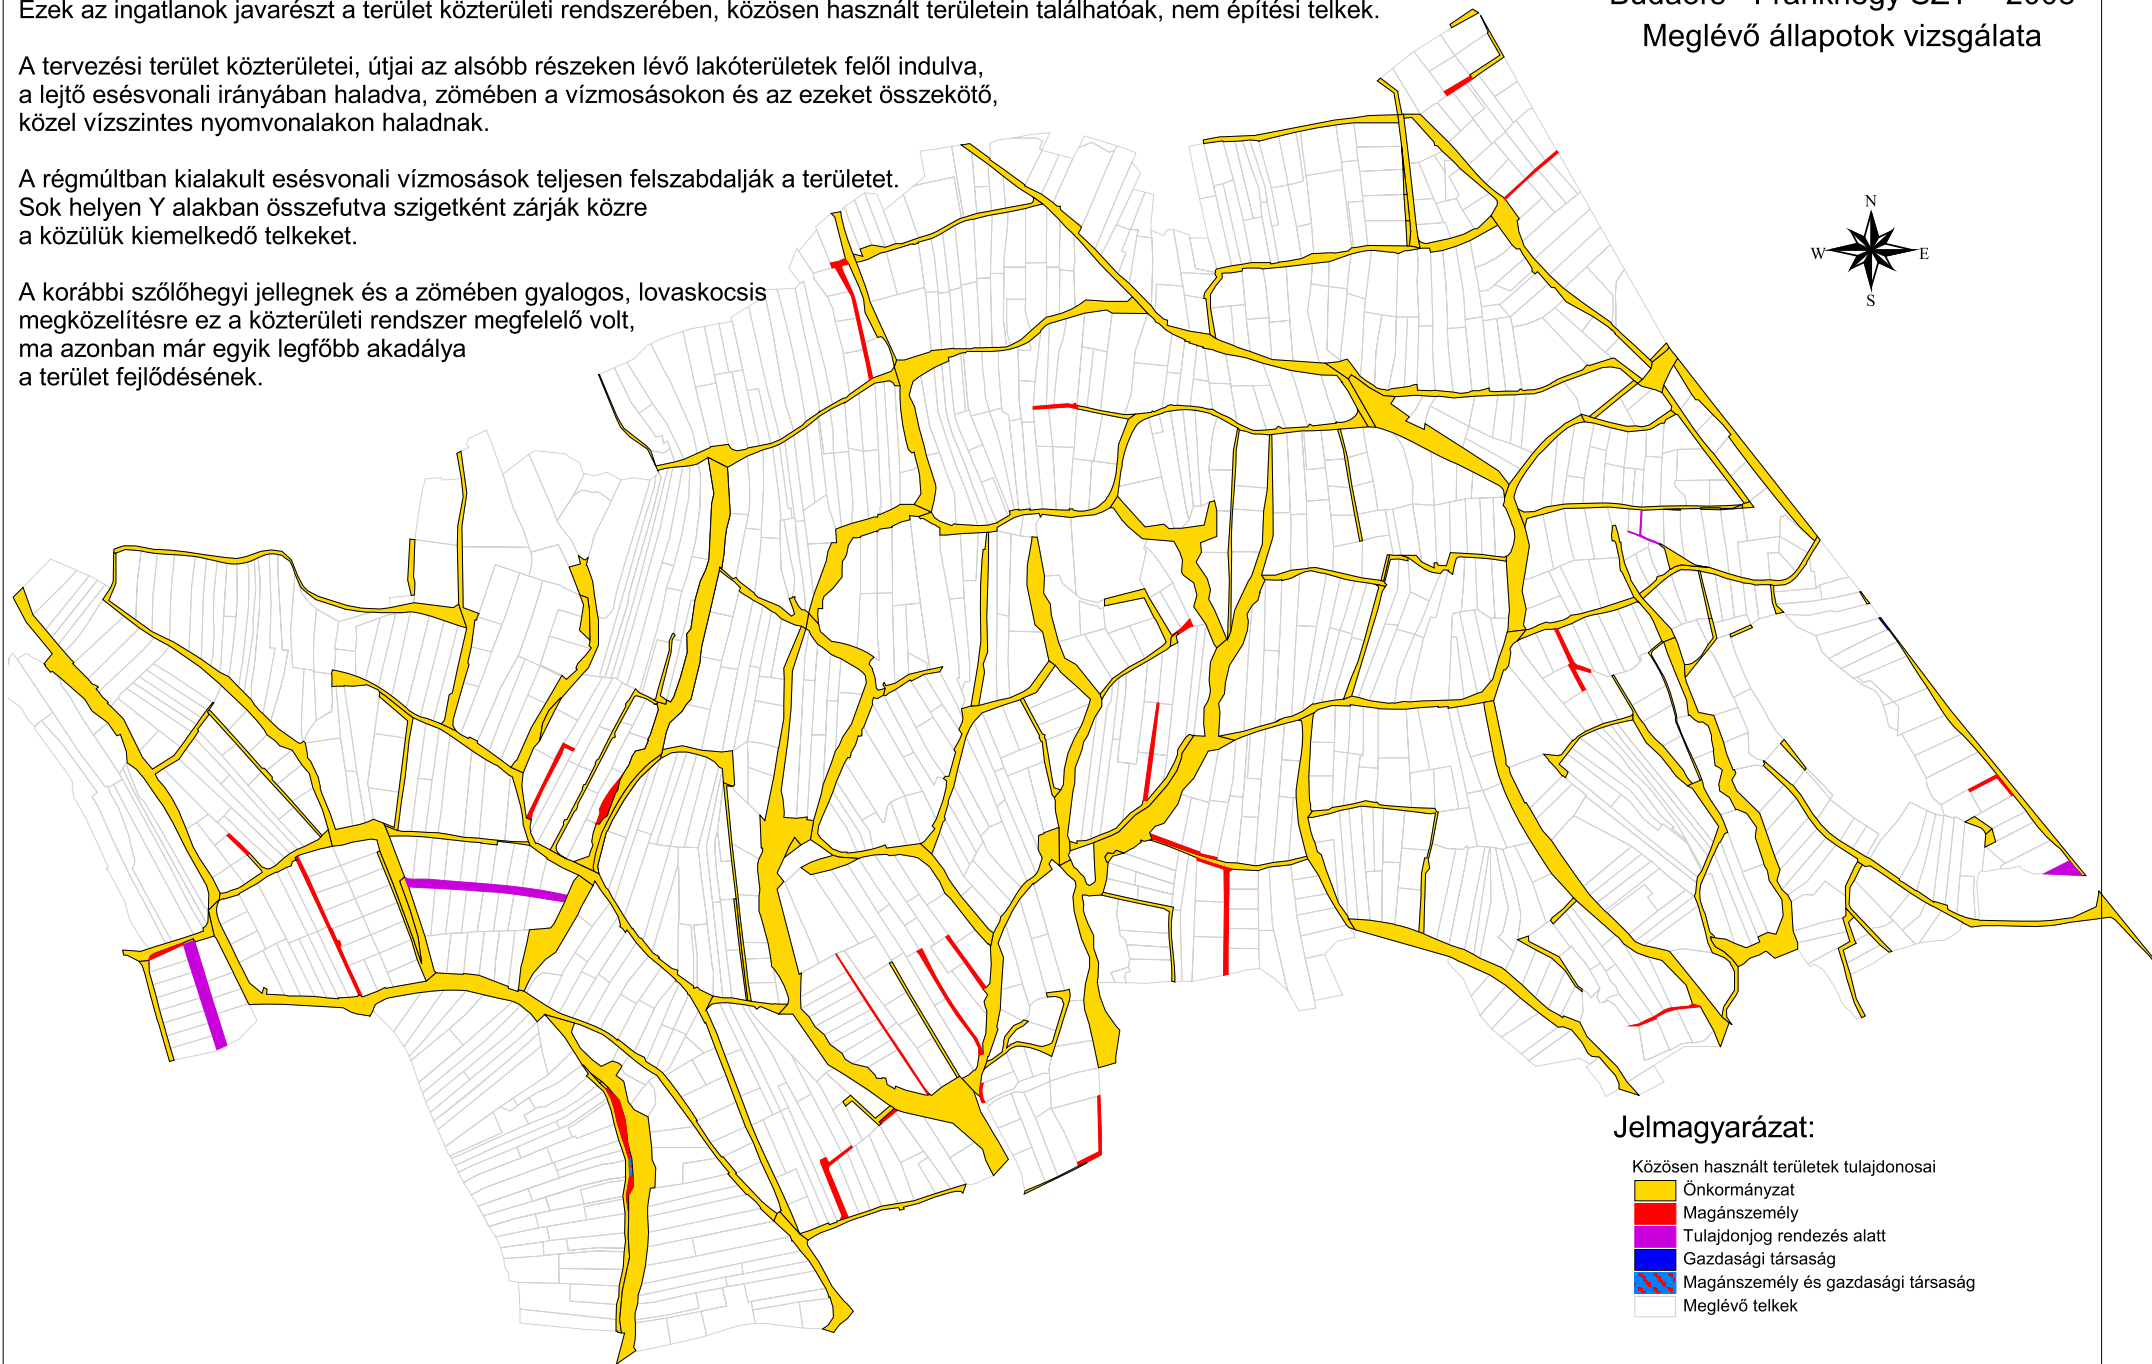 Ezek az ingatlanok javarészt a terület közterületi rendszerében, közösen használt területein találhatóak, nem építési telkek.
A tervezési terület közterületei, útjai az alsóbb részeken lévő lakóterületek felől indulva,
a lejtő esésvonali irányában haladva, zömében a vízmosásokon és az ezeket összekötő,
közel vízszintes nyomvonalakon haladnak.
A régmúltban kialakult esésvonali vízmosások teljesen felszabdalják a területet.
Sok helyen Y alakban összefutva szigetként zárják közre
a közülük kiemelkedő telkeket.
A korábbi szőlőhegyi jellegnek és a zömében gyalogos, lovaskocsis
megközelítésre ez a közterületi rendszer megfelelő volt,
ma azonban már egyik legfőbb akadálya
a terület fejlődésének.
Meglévő állapotok vizsgálata
N
W E
S
Jelmagyarázat:
Közösen használt területek tulajdonosai
Önkormányzat
Magánszemély
Tulajdonjog rendezés alatt
Gazdasági társaság
Magánszemély és gazdasági társaság
Meglévő telkek